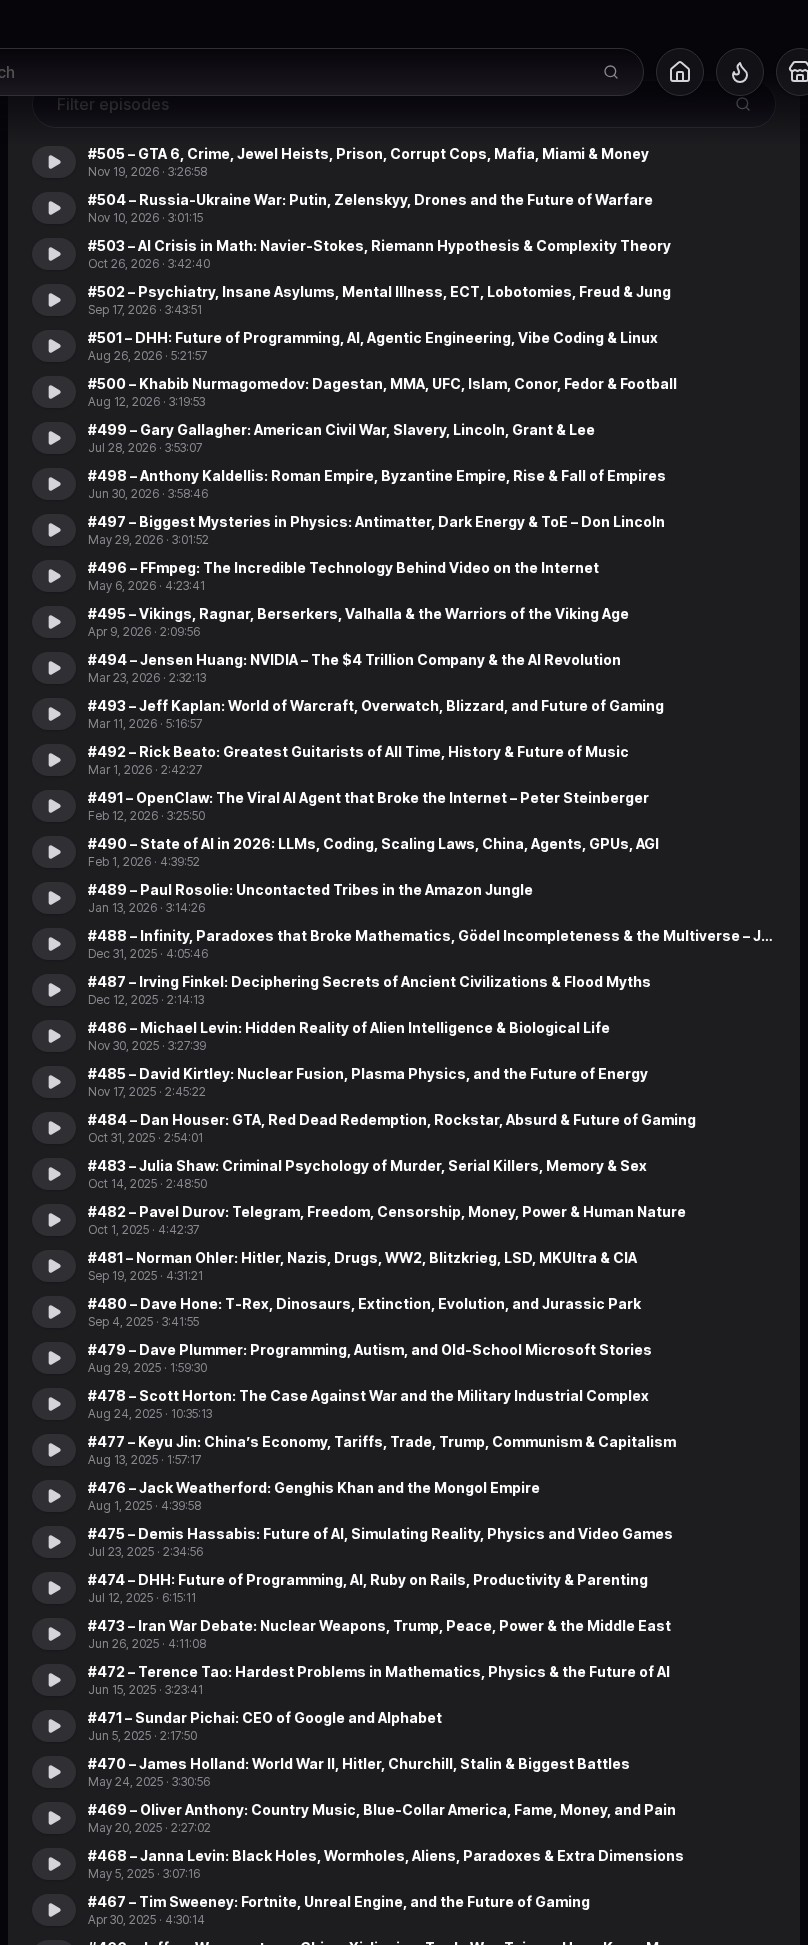 ch
Filter episodes
#505 – GTA 6, Crime, Jewel Heists, Prison, Corrupt Cops, Mafia, Miami & Money
Nov 19, 2026 · 3:26:58
#504 – Russia-Ukraine War: Putin, Zelenskyy, Drones and the Future of Warfare
Nov 10, 2026 · 3:01:15
#503 – AI Crisis in Math: Navier-Stokes, Riemann Hypothesis & Complexity Theory
Oct 26, 2026 · 3:42:40
#502 – Psychiatry, Insane Asylums, Mental Illness, ECT, Lobotomies, Freud & Jung
Sep 17, 2026 · 3:43:51
#501 – DHH: Future of Programming, AI, Agentic Engineering, Vibe Coding & Linux
Aug 26, 2026 · 5:21:57
#500 – Khabib Nurmagomedov: Dagestan, MMA, UFC, Islam, Conor, Fedor & Football
Aug 12, 2026 · 3:19:53
#499 – Gary Gallagher: American Civil War, Slavery, Lincoln, Grant & Lee
Jul 28, 2026 · 3:53:07
#498 – Anthony Kaldellis: Roman Empire, Byzantine Empire, Rise & Fall of Empires
Jun 30, 2026 · 3:58:46
#497 – Biggest Mysteries in Physics: Antimatter, Dark Energy & ToE – Don Lincoln
May 29, 2026 · 3:01:52
#496 – FFmpeg: The Incredible Technology Behind Video on the Internet
May 6, 2026 · 4:23:41
#495 – Vikings, Ragnar, Berserkers, Valhalla & the Warriors of the Viking Age
Apr 9, 2026 · 2:09:56
#494 – Jensen Huang: NVIDIA – The $4 Trillion Company & the AI Revolution
Mar 23, 2026 · 2:32:13
#493 – Jeff Kaplan: World of Warcraft, Overwatch, Blizzard, and Future of Gaming
Mar 11, 2026 · 5:16:57
#492 – Rick Beato: Greatest Guitarists of All Time, History & Future of Music
Mar 1, 2026 · 2:42:27
#491 – OpenClaw: The Viral AI Agent that Broke the Internet – Peter Steinberger
Feb 12, 2026 · 3:25:50
#490 – State of AI in 2026: LLMs, Coding, Scaling Laws, China, Agents, GPUs, AGI
Feb 1, 2026 · 4:39:52
#489 – Paul Rosolie: Uncontacted Tribes in the Amazon Jungle
Jan 13, 2026 · 3:14:26
#488 – Infinity, Paradoxes that Broke Mathematics, Gödel Incompleteness & the Multiverse – J...
Dec 31, 2025 · 4:05:46
#487 – Irving Finkel: Deciphering Secrets of Ancient Civilizations & Flood Myths
Dec 12, 2025 · 2:14:13
#486 – Michael Levin: Hidden Reality of Alien Intelligence & Biological Life
Nov 30, 2025 · 3:27:39
#485 – David Kirtley: Nuclear Fusion, Plasma Physics, and the Future of Energy
Nov 17, 2025 · 2:45:22
#484 – Dan Houser: GTA, Red Dead Redemption, Rockstar, Absurd & Future of Gaming
Oct 31, 2025 · 2:54:01
#483 – Julia Shaw: Criminal Psychology of Murder, Serial Killers, Memory & Sex
Oct 14, 2025 · 2:48:50
#482 – Pavel Durov: Telegram, Freedom, Censorship, Money, Power & Human Nature
Oct 1, 2025 · 4:42:37
#481 – Norman Ohler: Hitler, Nazis, Drugs, WW2, Blitzkrieg, LSD, MKUltra & CIA
Sep 19, 2025 · 4:31:21
#480 – Dave Hone: T-Rex, Dinosaurs, Extinction, Evolution, and Jurassic Park
Sep 4, 2025 · 3:41:55
#479 – Dave Plummer: Programming, Autism, and Old-School Microsoft Stories
Aug 29, 2025 · 1:59:30
#478 – Scott Horton: The Case Against War and the Military Industrial Complex
Aug 24, 2025 · 10:35:13
#477 – Keyu Jin: China’s Economy, Tariffs, Trade, Trump, Communism & Capitalism
Aug 13, 2025 · 1:57:17
#476 – Jack Weatherford: Genghis Khan and the Mongol Empire
Aug 1, 2025 · 4:39:58
#475 – Demis Hassabis: Future of AI, Simulating Reality, Physics and Video Games
Jul 23, 2025 · 2:34:56
#474 – DHH: Future of Programming, AI, Ruby on Rails, Productivity & Parenting
Jul 12, 2025 · 6:15:11
#473 – Iran War Debate: Nuclear Weapons, Trump, Peace, Power & the Middle East
Jun 26, 2025 · 4:11:08
#472 – Terence Tao: Hardest Problems in Mathematics, Physics & the Future of AI
Jun 15, 2025 · 3:23:41
#471 – Sundar Pichai: CEO of Google and Alphabet
Jun 5, 2025 · 2:17:50
#470 – James Holland: World War II, Hitler, Churchill, Stalin & Biggest Battles
May 24, 2025 · 3:30:56
#469 – Oliver Anthony: Country Music, Blue-Collar America, Fame, Money, and Pain
May 20, 2025 · 2:27:02
#468 – Janna Levin: Black Holes, Wormholes, Aliens, Paradoxes & Extra Dimensions
May 5, 2025 · 3:07:16
#467 – Tim Sweeney: Fortnite, Unreal Engine, and the Future of Gaming
Apr 30, 2025 · 4:30:14